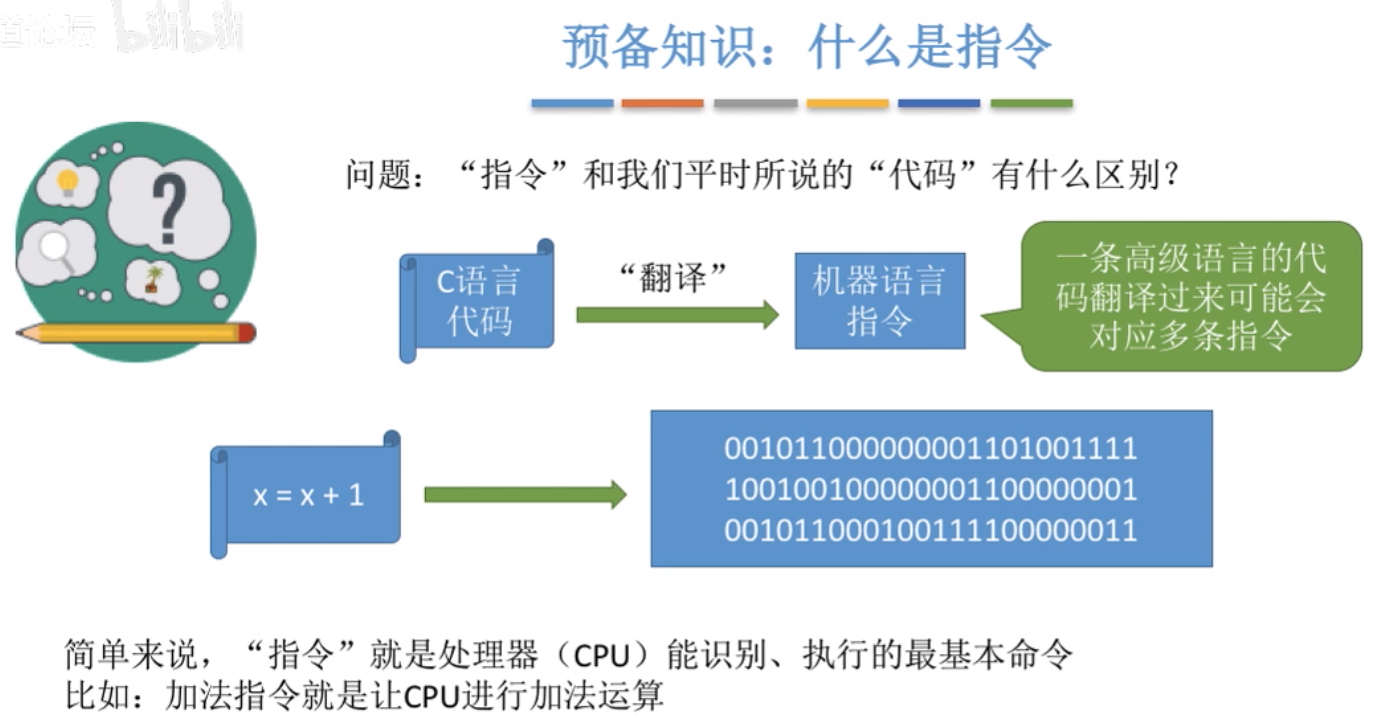 道论坛 bilibili
预备知识：什么是指令
问题：“指令”和我们平时所说的“代码”有什么区别？
C语言
代码
“翻译”
机器语言
指令
一条高级语言的代
码翻译过来可能会
对应多条指令
?
x = x + 1
001011000000001101001111
100100100000001100000001
001011000100111100000011
简单来说，“指令”就是处理器（CPU）能识别、执行的最基本命令
比如：加法指令就是让CPU进行加法运算